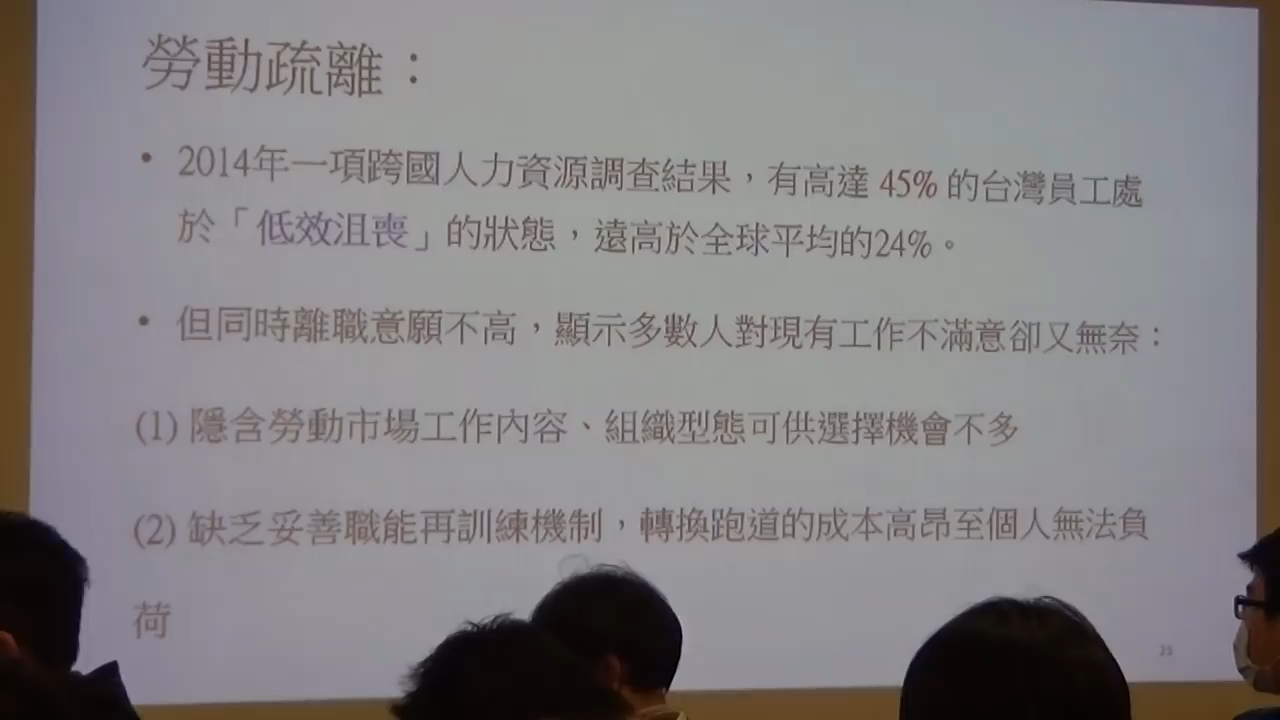 勞動疏離：
• 2014年一項跨國人力資源調查結果，有高達 45% 的台灣員工處
於「低效沮喪」的狀態，遠高於全球平均的24%。
• 但同時離職意願不高，顯示多數人對現有工作不滿意卻又無奈：
(1) 隱含勞動市場工作內容、組織型態可供選擇機會不多
(2) 缺乏妥善職能再訓練機制，轉換跑道的成本高昂至個人無法負
荷